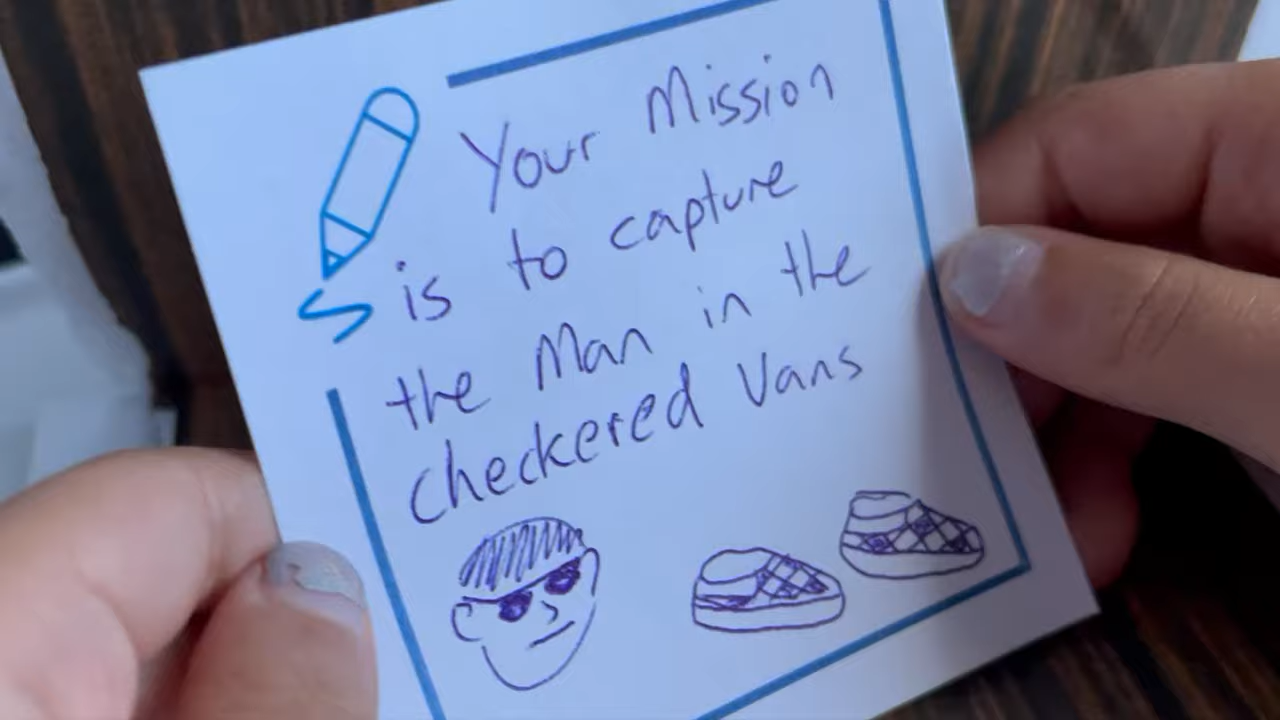 Your Mission
is to capture
the Man in the
checkered Vans